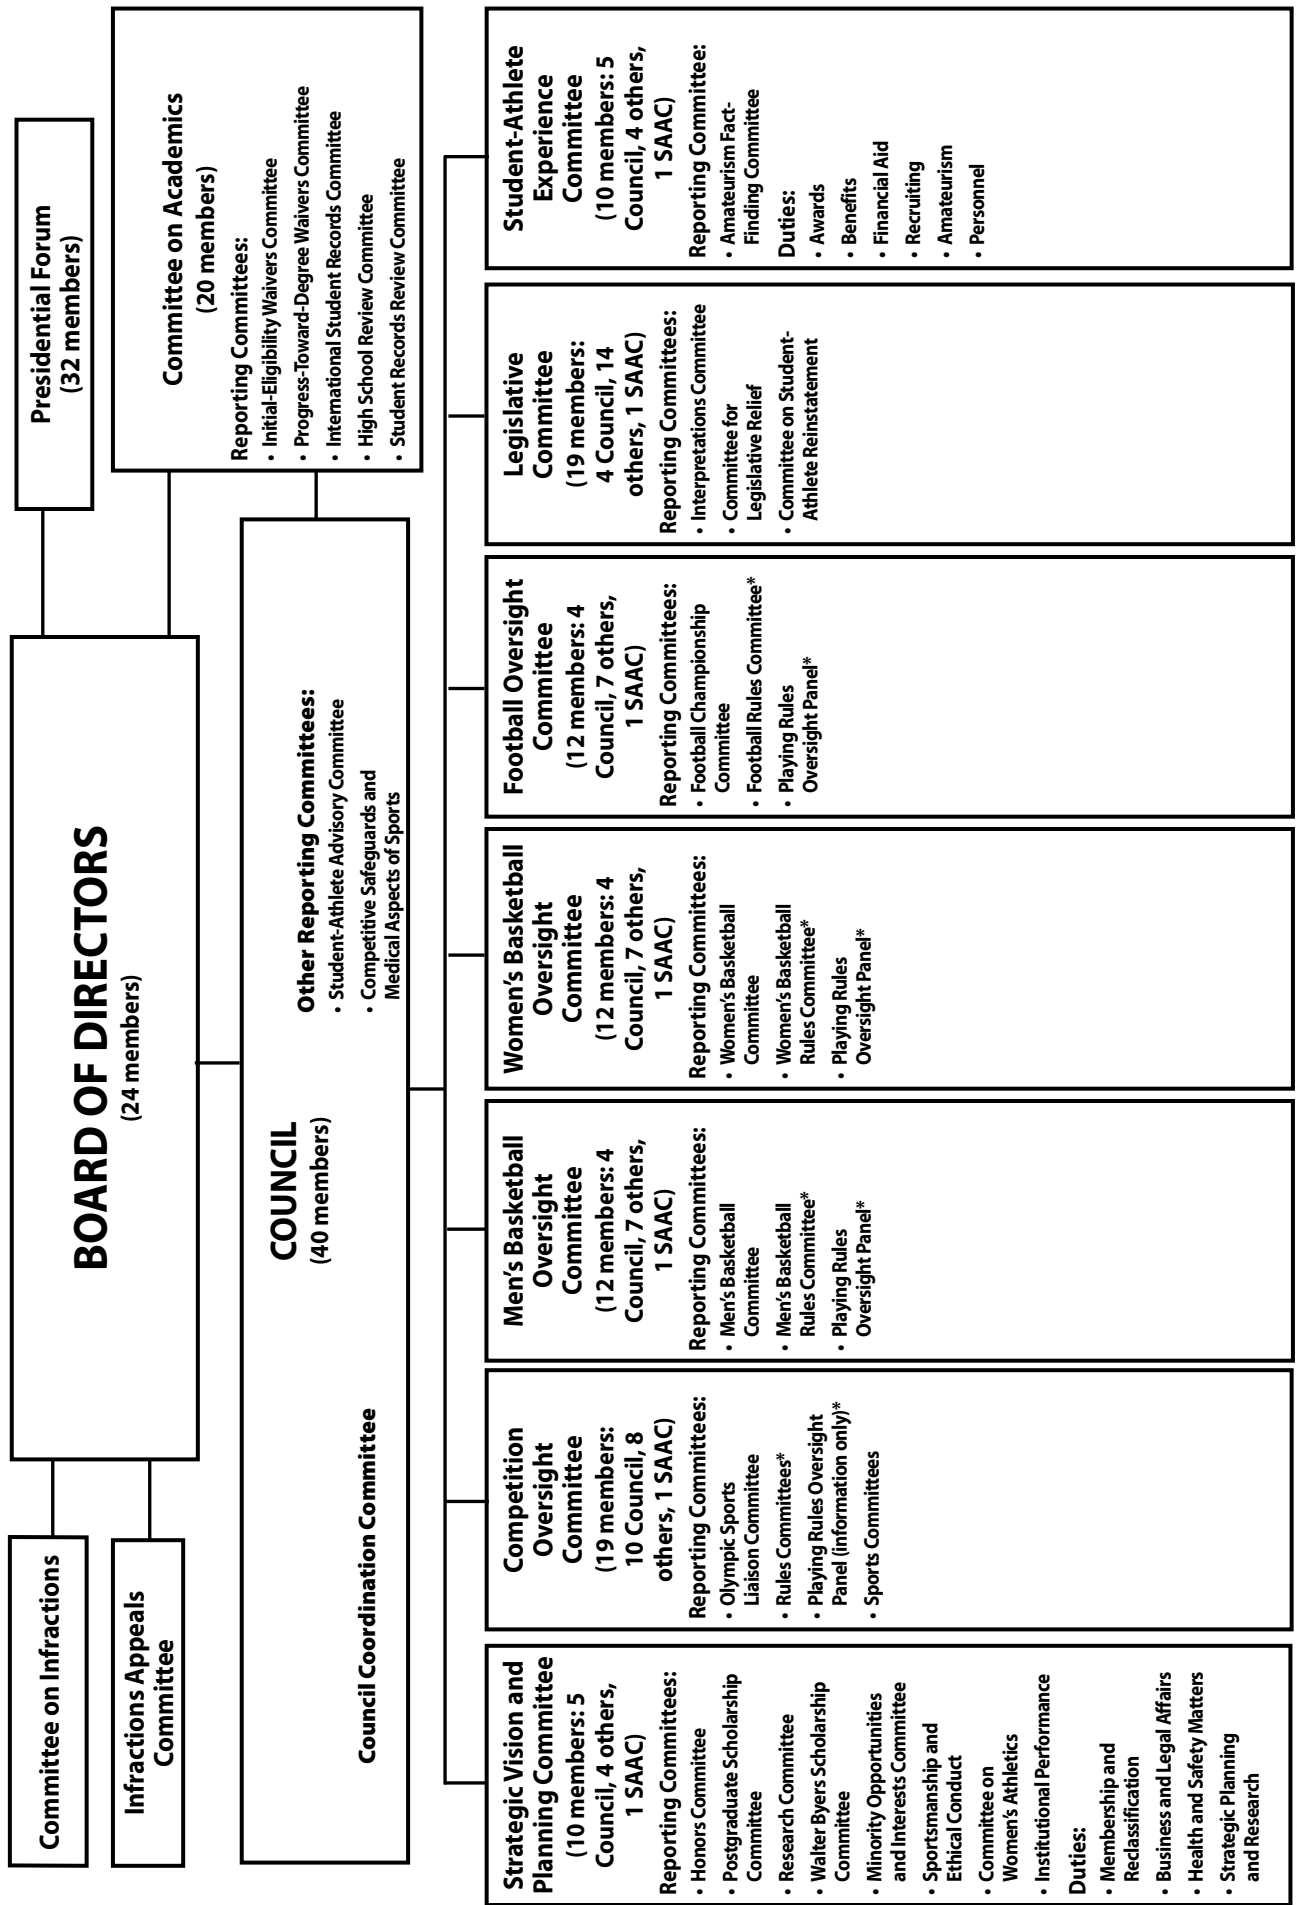 BOARD OF DIRECTORS
(24 members)
Committee on Infractions
Infractions Appeals
Committee
Presidential Forum
(32 members)
Committee on Academics
(20 members)
Reporting Committees:
• Initial-Eligibility Waivers Committee
• Progress-Toward-Degree Waivers Committee
• International Student Records Committee
• High School Review Committee
• Student Records Review Committee
COUNCIL
(40 members)
Council Coordination Committee
Other Reporting Committees:
• Student-Athlete Advisory Committee
• Competitive Safeguards and
Medical Aspects of Sports
Strategic Vision and
Planning Committee
(10 members: 5
Council, 4 others,
1 SAAC)
Reporting Committees:
• Honors Committee
• Postgraduate Scholarship
Committee
• Research Committee
• Walter Byers Scholarship
Committee
• Minority Opportunities
and Interests Committee
• Sportsmanship and
Ethical Conduct
• Committee on
Women's Athletics
• Institutional Performance
Duties:
• Membership and
Reclassification
• Business and Legal Affairs
• Health and Safety Matters
• Strategic Planning
and Research
Competition
Oversight
Committee
(19 members:
10 Council, 8
others, 1 SAAC)
Reporting Committees:
• Olympic Sports
Liaison Committee
• Rules Committees*
• Playing Rules Oversight
Panel (information only)*
• Sports Committees
Men's Basketball
Oversight
Committee
(12 members: 4
Council, 7 others,
1 SAAC)
Reporting Committees:
• Men's Basketball
Committee
• Men's Basketball
Rules Committee*
• Playing Rules
Oversight Panel*
Women's Basketball
Oversight
Committee
(12 members: 4
Council, 7 others,
1 SAAC)
Reporting Committees:
• Women's Basketball
Committee
• Women's Basketball
Rules Committee*
• Playing Rules
Oversight Panel*
Football Oversight
Committee
(12 members: 4
Council, 7 others,
1 SAAC)
Reporting Committees:
• Football Championship
Committee
• Football Rules Committee*
• Playing Rules
Oversight Panel*
Legislative
Committee
(19 members:
4 Council, 14
others, 1 SAAC)
Reporting Committees:
• Interpretations Committee
• Committee for
Legislative Relief
• Committee on Student-
Athlete Reinstatement
Student-Athlete
Experience
Committee
(10 members: 5
Council, 4 others,
1 SAAC)
Reporting Committee:
• Amateurism Fact-
Finding Committee
Duties:
• Awards
• Benefits
• Financial Aid
• Recruiting
• Amateurism
• Personnel